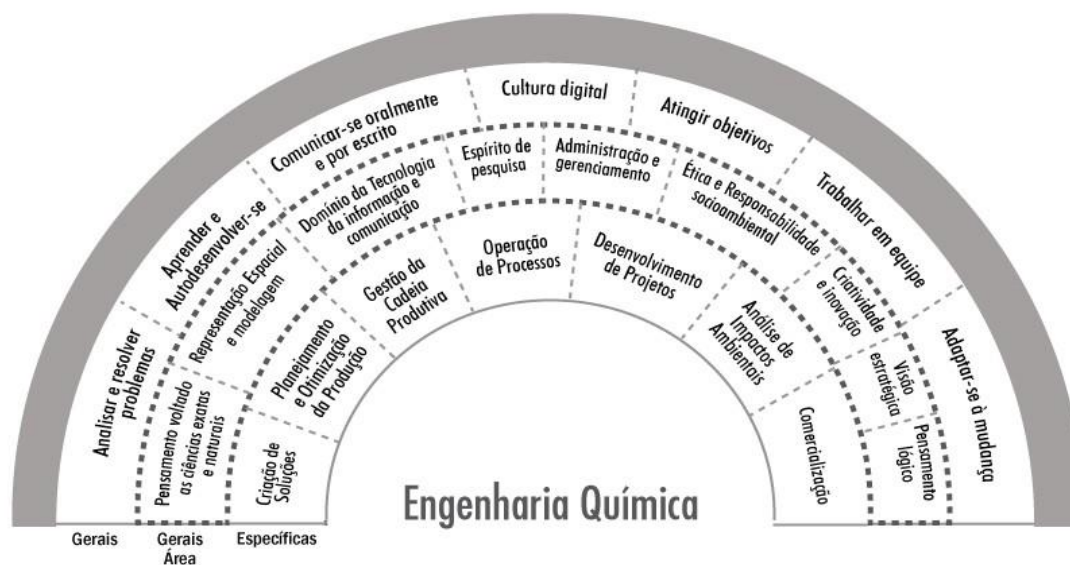 Analisar e resolver
problemas
Aprender e
Autodesenvolver-se
Comunicar-se oralmente
e por escrito
Cultura digital
Atingir objetivos
Trabalhar em equipe
Adaptar-se à mudança
Pensamento voltado
as ciências exatas
e naturais
Representação Espacial
e modelagem
Domínio da Tecnologia
da informação e
comunicação
Espírito de
pesquisa
Administração e
gerenciamento
Ética e Responsabilidade
socioambiental
Criatividade
e inovação
Visão
estratégica
Pensamento
lógico
Criação de
Soluções
Planejamento
e Otimização
da Produção
Gestão da
Cadeia
Produtiva
Operação
de Processos
Desenvolvimento
de Projetos
Análise de
Impactos
Ambientais
Comercialização
Engenharia Química
Gerais
Gerais
Área
Específicas